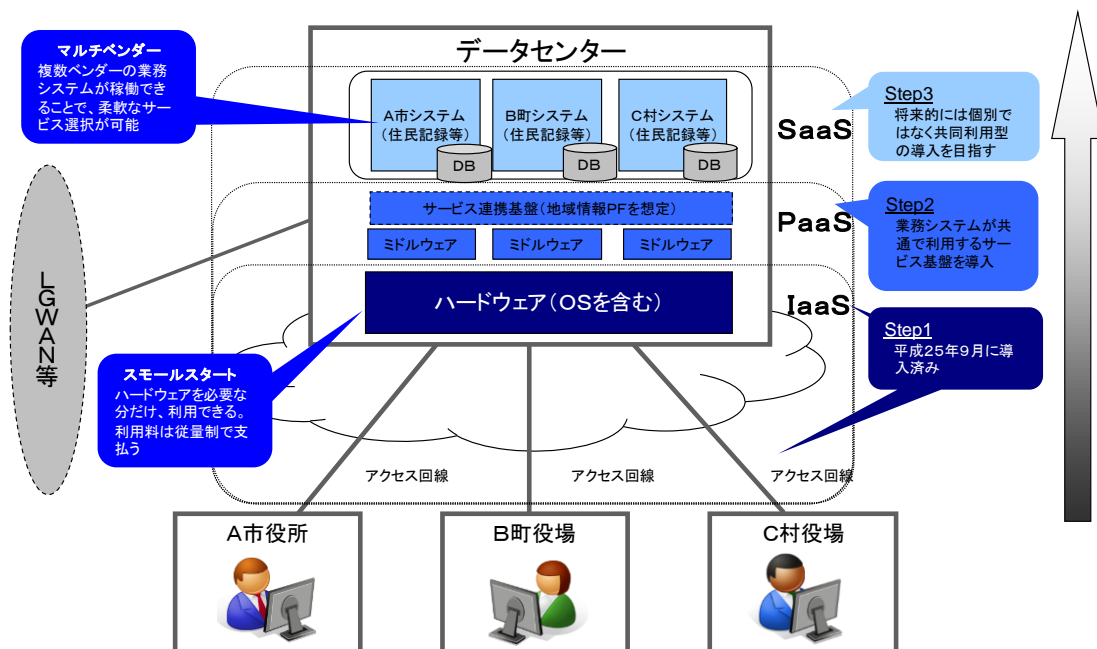 データセンター
マルチベンダー
複数ベンダーの業務
システムが稼働でき
ることで、柔軟なサー
ビス選択が可能
A市システム
(住民記録等)
DB
B町システム
(住民記録等)
DB
C村システム
(住民記録等)
DB
SaaS
Step3
将来的には個別で
はなく共同利用型
の導入を目指す
サービス連携基盤(地域情報PFを想定)
ミドルウェア
ミドルウェア
ミドルウェア
PaaS
Step2
業務システムが共
通で利用するサー
ビス基盤を導入
LGWAN等
ハードウェア(OSを含む)
IaaS
Step1
平成25年9月に導
入済み
スモールスタート
ハードウェアを必要な
分だけ、利用できる。
利用料は従量制で支
払う
アクセス回線
アクセス回線
アクセス回線
A市役所
B町役場
C村役場